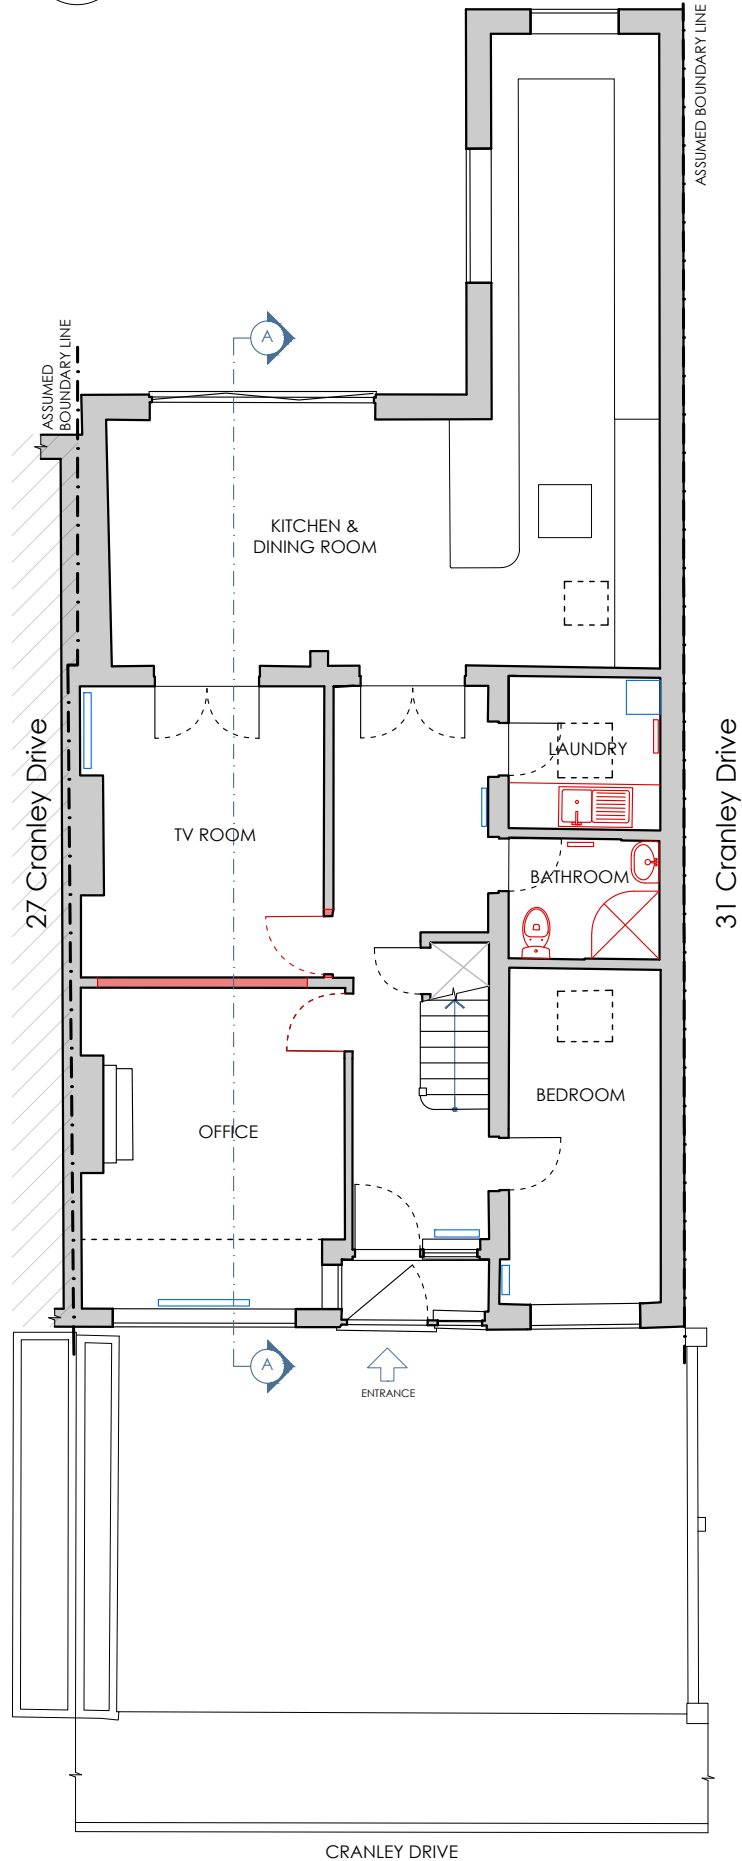 ASSUMED BOUNDARY LINE
A
ASSUMED
BOUNDARY LINE
KITCHEN &
DINING ROOM
27 Cranley Drive
31 Cranley Drive
LAUNDRY
TV ROOM
BATHROOM
BEDROOM
OFFICE
A
ENTRANCE
CRANLEY DRIVE